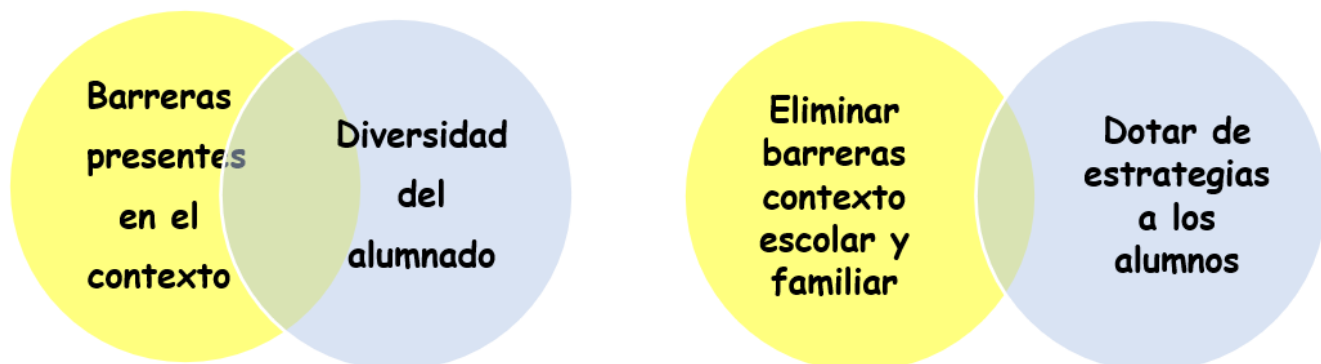 Barreras
presentes
en el
contexto
Diversidad
del
alumnado
Eliminar
barreras
contexto
escolar y
familiar
Dotar de
estrategias
a los
alumnos